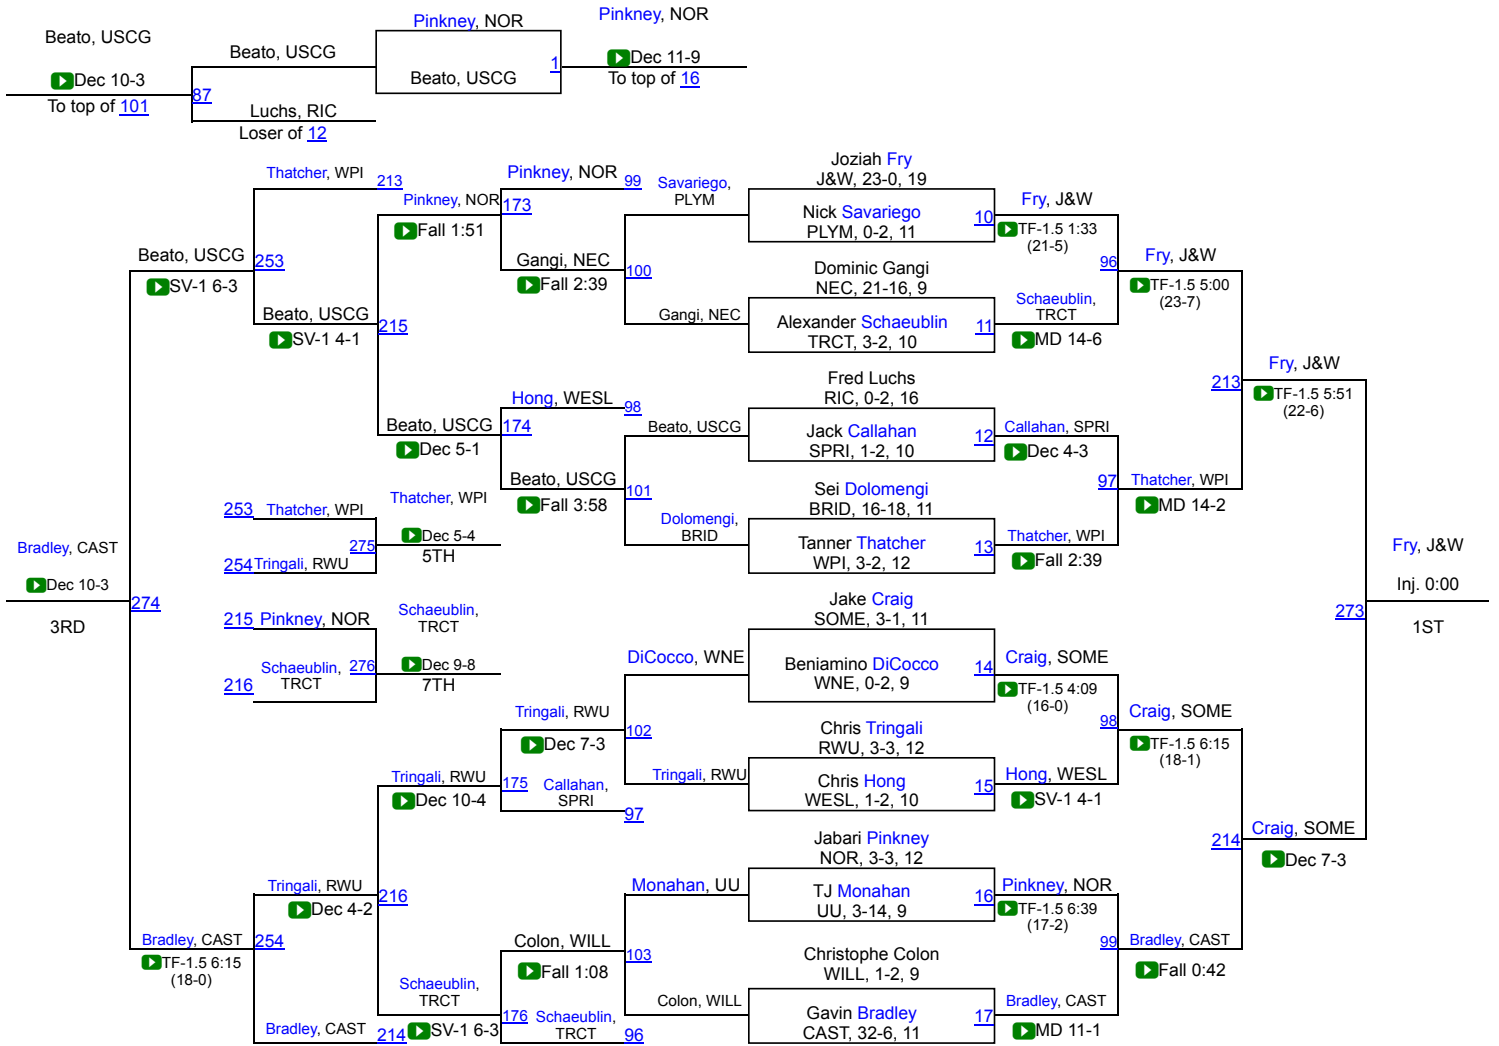 Pinkney, NOR
Pinkney, NOR
Beato, USCG
Beato, USCG
Dec 10-3
To top of 101
87
Beato, USCG
1
Dec 11-9
To top of 16
Luchs, RIC
Loser of 12
Thatcher, WPI
213
Pinkney, NOR
99
Pinkney, NOR
173
Fall 1:51
Savariego,
PLYM
Joziah Fry
J&W, 23-0, 19
Nick Savariego
PLYM, 0-2, 11
10
Fry, J&W
TF-1.5 1:33
(21-5)
Beato, USCG
SV-1 6-3
253
Gangi, NEC
Fall 2:39
100
Dominic Gangi
NEC, 21-16, 9
96
Fry, J&W
TF-1.5 5:00
(23-7)
Beato, USCG
SV-1 4-1
215
Gangi, NEC
Alexander Schaeublin
TRCT, 3-2, 10
11
Schaeublin,
TRCT
MD 14-6
Fred Luchs
RIC, 0-2, 16
213
Fry, J&W
TF-1.5 5:51
(22-6)
Hong, WESL
98
Beato, USCG
174
Dec 5-1
Beato, USCG
Jack Callahan
SPRI, 1-2, 10
12
Callahan, SPRI
Dec 4-3
Beato, USCG
Fall 3:58
101
Sei Dolomengi
BRID, 16-18, 11
97
Thatcher, WPI
MD 14-2
253
Thatcher, WPI
Thatcher, WPI
Dec 5-4
275
5TH
254
Tringali, RWU
Dolomengi,
BRID
Tanner Thatcher
WPI, 3-2, 12
13
Thatcher, WPI
Fall 2:39
Bradley, CAST
Dec 10-3
274
3RD
Fry, J&W
Inj. 0:00
273
1ST
215
Pinkney, NOR
Schaeublin,
TRCT
Schaeublin,
TRCT
276
Dec 9-8
7TH
216
Jake Craig
SOME, 3-1, 11
DiCocco, WNE
Beniamino DiCocco
WNE, 0-2, 9
14
Craig, SOME
TF-1.5 4:09
(16-0)
Tringali, RWU
Dec 7-3
102
Chris Tringali
RWU, 3-3, 12
98
Craig, SOME
TF-1.5 6:15
(18-1)
Tringali, RWU
Dec 10-4
175
Callahan,
SPRI
97
Tringali, RWU
Chris Hong
WESL, 1-2, 10
15
Hong, WESL
SV-1 4-1
214
Craig, SOME
Dec 7-3
Jabari Pinkney
NOR, 3-3, 12
Tringali, RWU
Dec 4-2
216
Monahan, UU
TJ Monahan
UU, 3-14, 9
16
Pinkney, NOR
TF-1.5 6:39
(17-2)
Bradley, CAST
TF-1.5 6:15
(18-0)
254
Colon, WILL
Fall 1:08
103
Christophe Colon
WILL, 1-2, 9
99
Bradley, CAST
Fall 0:42
Schaeublin,
TRCT
SV-1 6-3
176
Schaeublin,
TRCT
96
Colon, WILL
Gavin Bradley
CAST, 32-6, 11
17
Bradley, CAST
MD 11-1
Bradley, CAST
214